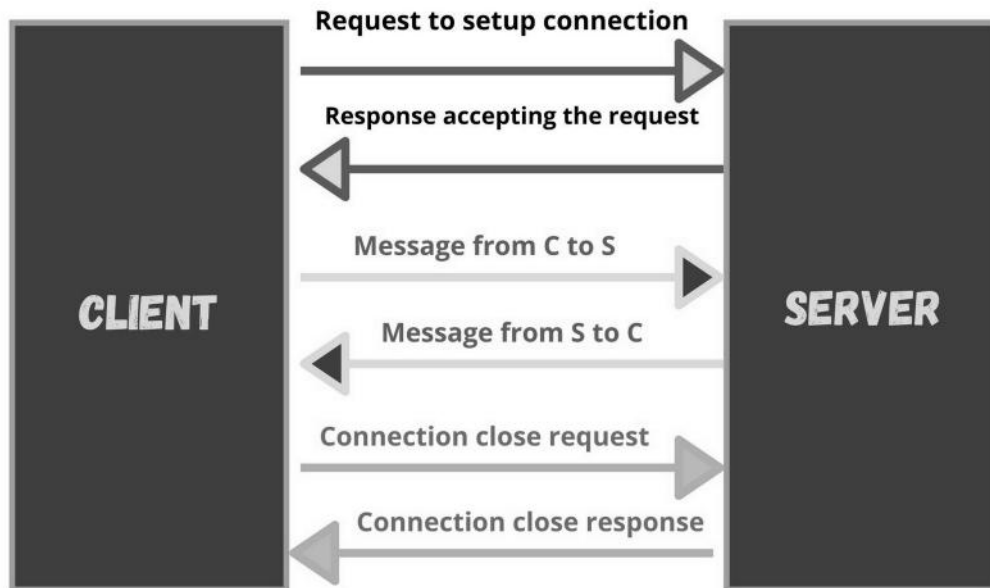 Request to setup connection
Response accepting the request
Message from C to S
CLIENT
SERVER
Message from S to C
Connection close request
Connection close response